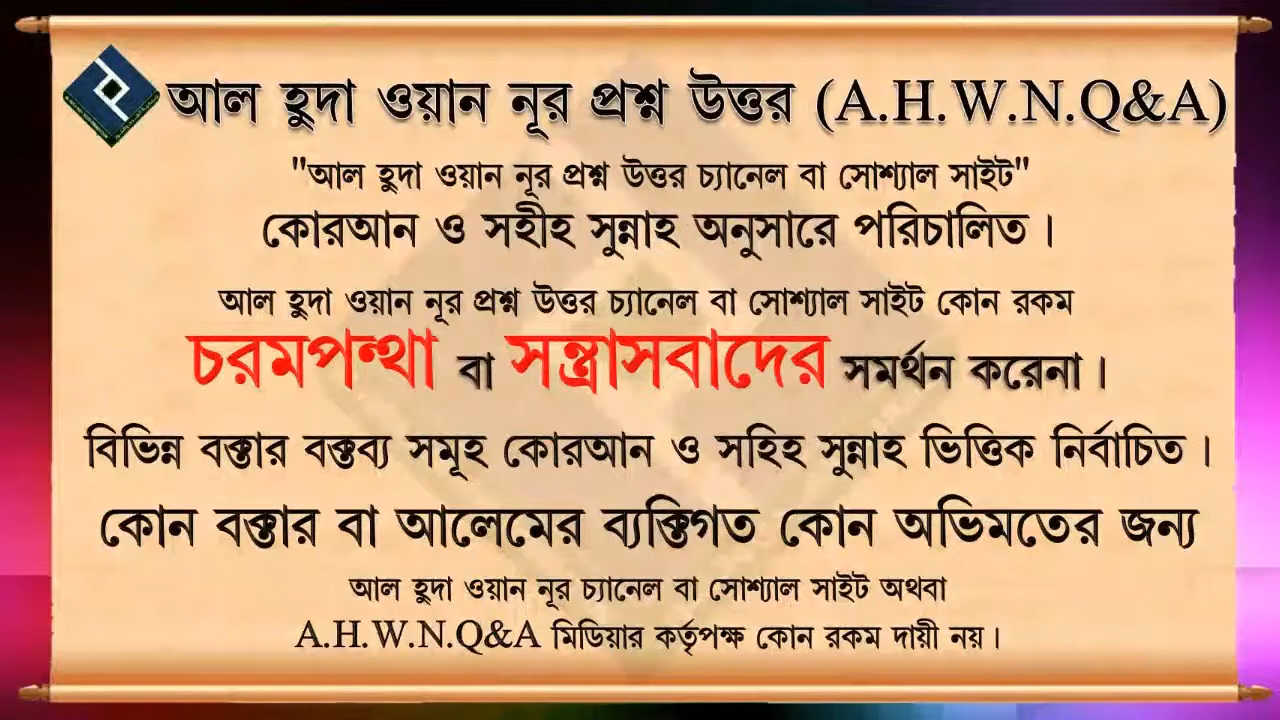 আল হুদা ওয়ান নূর প্রশ্ন উত্তর (A.H.W.N.Q&A)
"আল হুদা ওয়ান নূর প্রশ্ন উত্তর চ্যানেল বা সোশ্যাল সাইট"
কোরআন ও সহীহ সুন্নাহ অনুসারে পরিচালিত।
আল হুদা ওয়ান নূর প্রশ্ন উত্তর চ্যানেল বা সোশ্যাল সাইট কোন রকম
চরমপন্থা বা সন্ত্রাসবাদের সমর্থন করেনা।
বিভিন্ন বক্তার বক্তব্য সমূহ কোরআন ও সহিহ সুন্নাহ ভিত্তিক নির্বাচিত।
কোন বক্তার বা আলেমের ব্যক্তিগত কোন অভিমতের জন্য
আল হুদা ওয়ান নূর চ্যানেল বা সোশ্যাল সাইট অথবা
A.H.W.N.Q&A মিডিয়ার কর্তৃপক্ষ কোন রকম দায়ী নয়।